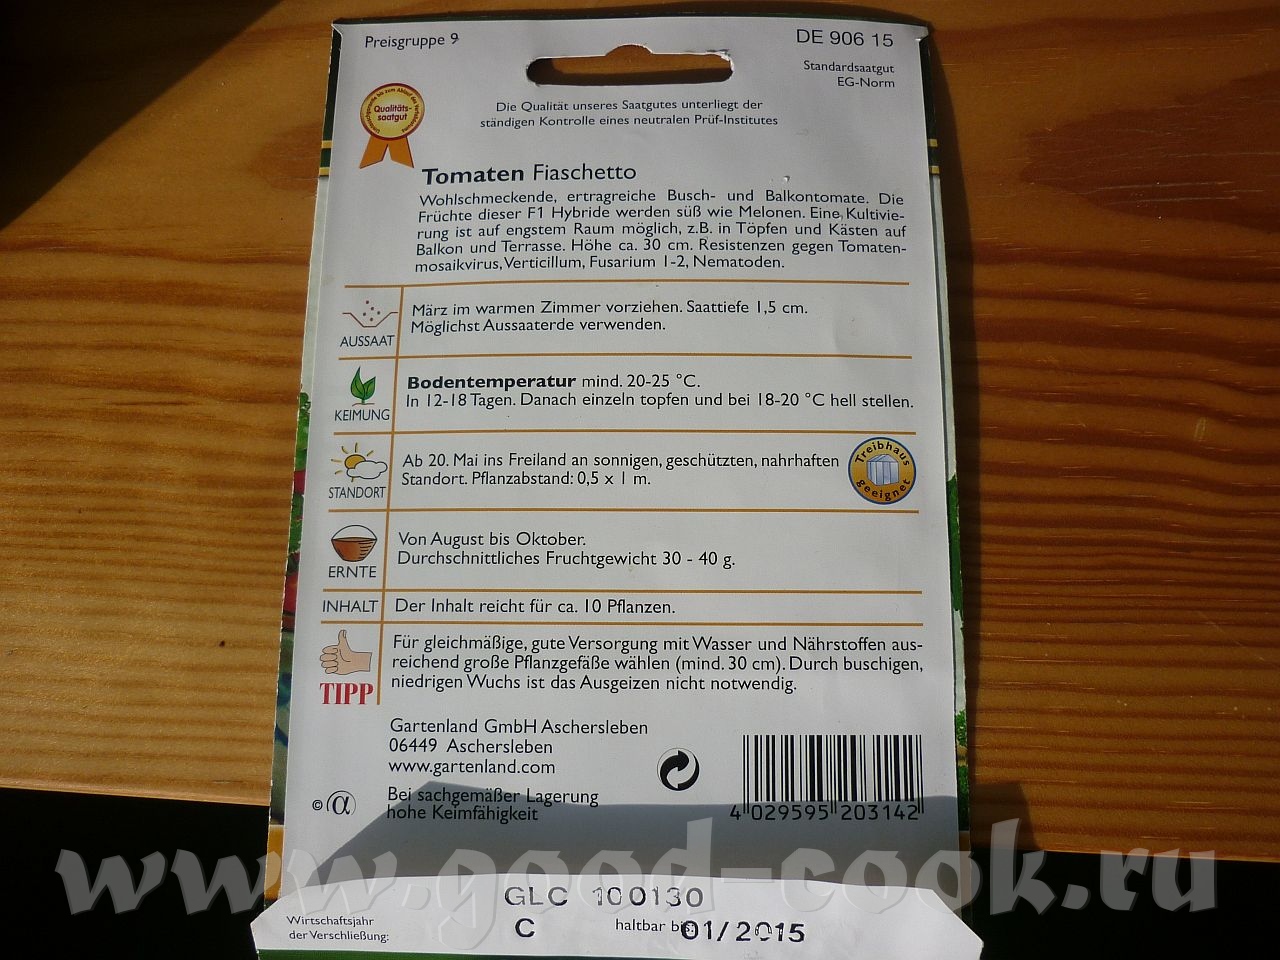 Preisgruppe 9
DE 906 15
Standardsaatgut
EG-Norm
Qualitäts-
saatgut
Die Qualität unseres Saatgutes unterliegt der
ständigen Kontrolle eines neutralen Prüf-Institutes
Tomaten Fiaschetto
Wohlschmeckende, ertragreiche Busch- und Balkontomate. Die
Früchte dieser F1 Hybride werden süß wie Melonen. Eine Kultivie-
rung ist auf engstem Raum möglich, z.B. in Töpfen und Kästen auf
Balkon und Terrasse. Höhe ca. 30 cm. Resistenzen gegen Tomaten-
mosaikvirus, Verticillum, Fusarium 1-2, Nematoden.
AUSSAAT
März im warmen Zimmer vorziehen. Saattiefe 1,5 cm.
Möglichst Aussaaterde verwenden.
KEIMUNG
Bodentemperatur mind. 20-25 °C.
In 12-18 Tagen. Danach einzeln topfen und bei 18-20 °C hell stellen.
STANDORT
Ab 20. Mai ins Freiland an sonnigen, geschützten, nahrhaften
Standort. Pflanzabstand: 0,5 x 1 m.
Treibhaus
geeignet
ERNTE
Von August bis Oktober.
Durchschnittliches Fruchtgewicht 30 - 40 g.
INHALT
Der Inhalt reicht für ca. 10 Pflanzen.
TIPP
Für gleichmäßige, gute Versorgung mit Wasser und Nährstoffen aus-
reichend große Pflanzgefäße wählen (mind. 30 cm). Durch buschigen,
niedrigen Wuchs ist das Ausgeizen nicht notwendig.
Gartenland GmbH Aschersleben
06449 Aschersleben
www.gartenland.com
Bei sachgemäßer Lagerung
hohe Keimfähigkeit
© α
4 029595 203142
www.good-cook.ru
GLC 100130
Wirtschaftsjahr
der Verschließung:
C
haltbar bis:
01/2015